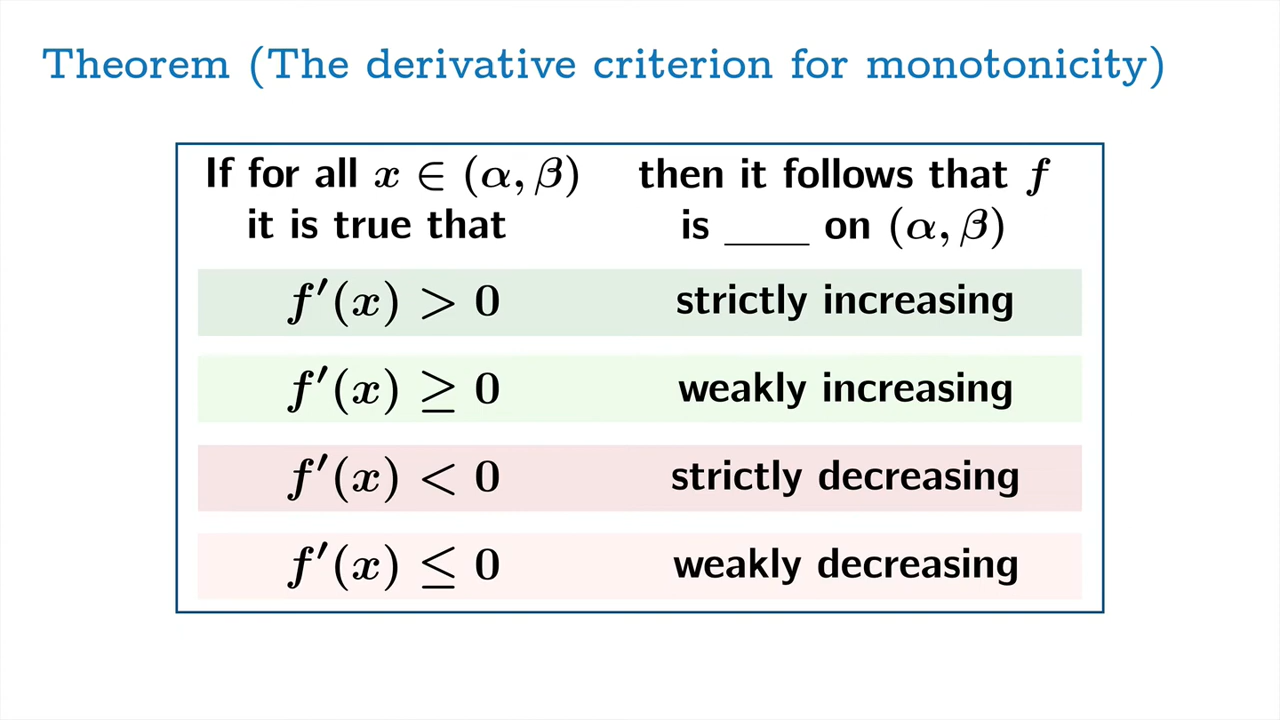 Theorem (The derivative criterion for monotonicity)
If for all x ∈ (α, β) then it follows that f
it is true that is ____ on (α, β)
f′(x) > 0 strictly increasing
f′(x) ≥ 0 weakly increasing
f′(x) < 0 strictly decreasing
f′(x) ≤ 0 weakly decreasing